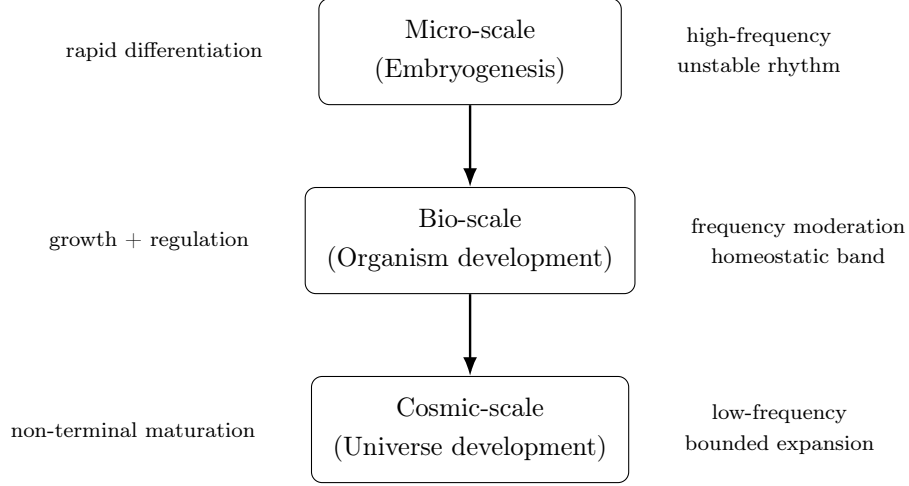 rapid differentiation
Micro-scale
(Embryogenesis)
high-frequency
unstable rhythm
growth + regulation
Bio-scale
(Organism development)
frequency moderation
homeostatic band
non-terminal maturation
Cosmic-scale
(Universe development)
low-frequency
bounded expansion